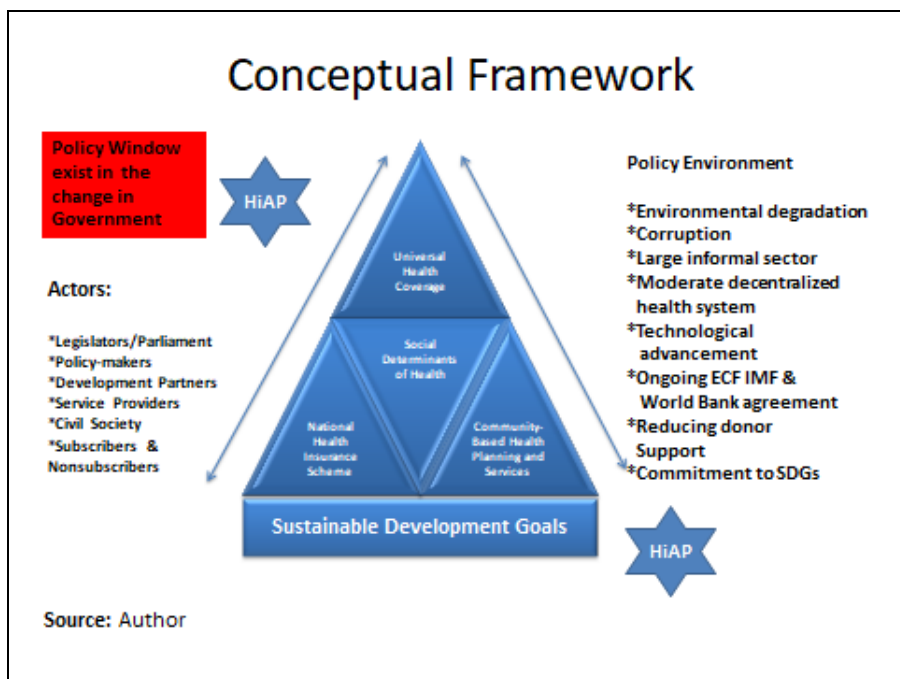 Conceptual Framework
Policy Window
exist in the
change in
Government
HiAP
Actors:
*Legislators/Parliament
*Policy-makers
*Development Partners
*Service Providers
*Civil Society
*Subscribers &
Nonsubscribers
Universal
Health
Coverage
Social
Determinants
of Health
National
Health
Insurance
Scheme
Community-
Based Health
Planning and
Services
Sustainable Development Goals
Policy Environment
*Environmental degradation
*Corruption
*Large informal sector
*Moderate decentralized
health system
*Technological
advancement
*Ongoing ECF IMF &
World Bank agreement
*Reducing donor
Support
*Commitment to SDGs
HiAP
Source: Author